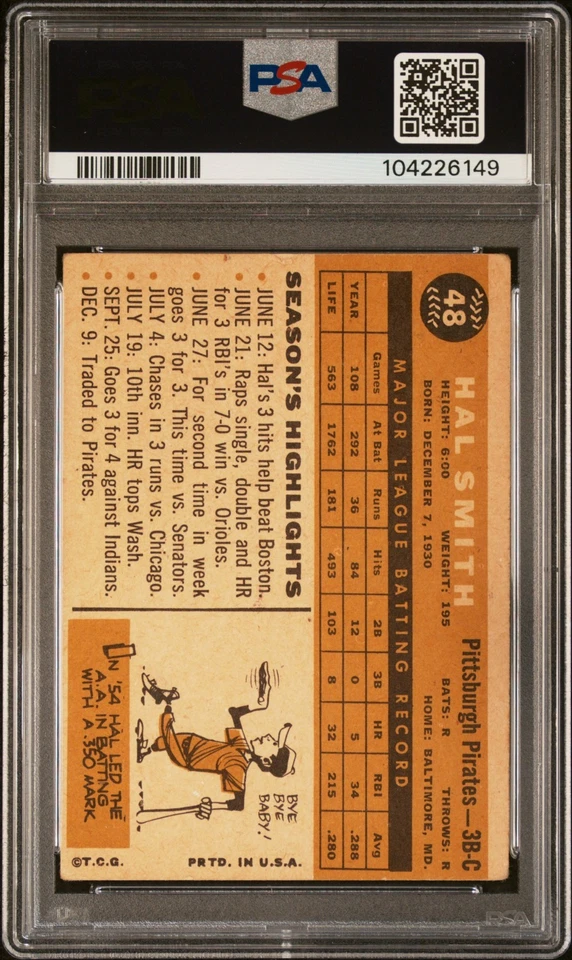 PSA
104226149
48
HAL SMITH
Pittsburgh Pirates — 3B-C
HEIGHT: 6:00 WEIGHT: 195 BATS: R THROWS: R
BORN: DECEMBER 7, 1930 HOME: BALTIMORE, MD.
MAJOR LEAGUE BATTING RECORD
Games At Bat Runs Hits 2B 3B HR RBI Avg
YEAR 108 292 36 84 12 0 5 34 .288
LIFE 563 1762 181 493 103 8 32 215 .280
SEASON'S HIGHLIGHTS
• JUNE 12: Hal's 3 hits help beat Boston.
• JUNE 21: Raps single, double and HR
for 3 RBI's in 7-0 win vs. Orioles.
• JUNE 27: For second time in week
goes 3 for 3. This time vs. Senators.
• JULY 4: Chases in 3 runs vs. Chicago.
• JULY 19: 10th inn. HR tops Wash.
• SEPT. 25: Goes 3 for 4 against Indians.
• DEC. 9: Traded to Pirates.
BYE
BYE
BABY!
IN '54 HAL LED THE
A.A. IN BATTING
WITH A .350 MARK.
©T.C.G. PRTD. IN U.S.A.
PSA